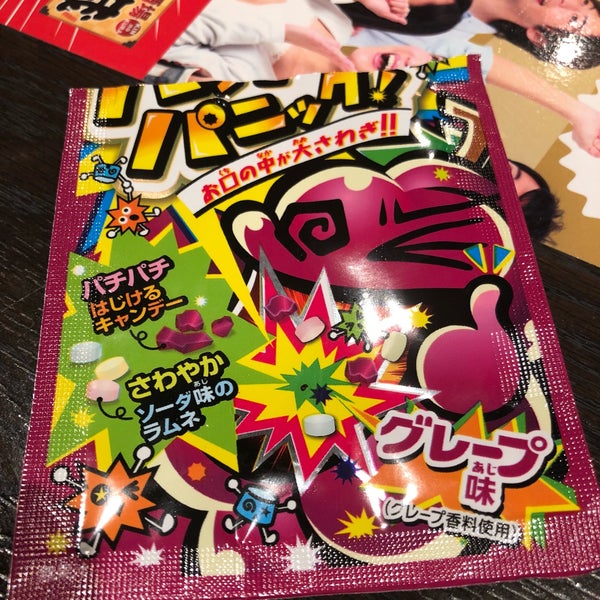 パニック!
お口の中が大さわぎ!!
パチパチ
はじける
キャンデー
さわやか
ソーダ味の
ラムネ
グレープ
味
(グレープ香料使用)